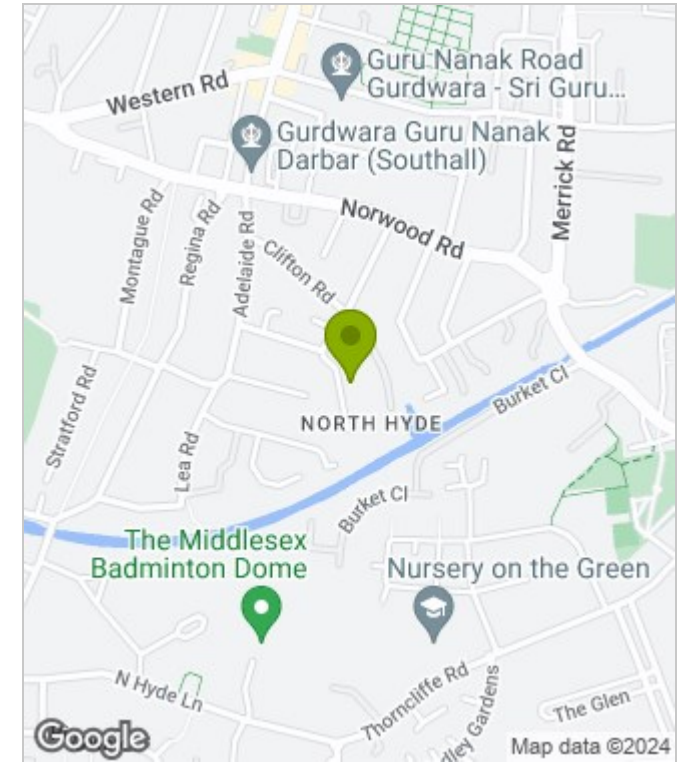 Guru Nanak Road
Gurdwara - Sri Guru...
Western Rd
Gurdwara Guru Nanak
Darbar (Southall)
Merrick Rd
Norwood Rd
Montague Rd
Regina Rd
Adelaide Rd
Clifton Rd
Stratford Rd
Lea Rd
NORTH HYDE
Burket Cl
Burket Cl
The Middlesex
Badminton Dome
Nursery on the Green
N Hyde Ln
Thorncliffe Rd
dley Gardens
The Glen
Google
Map data ©2024